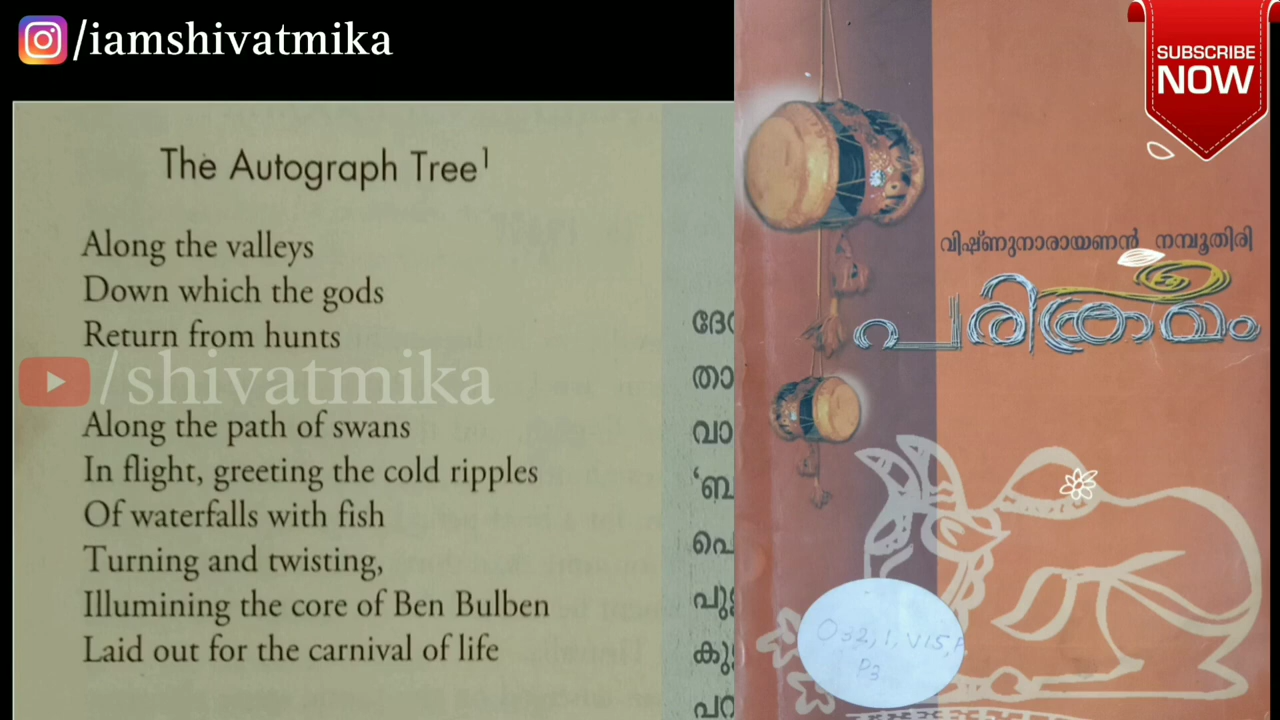 /iamshivatmika
SUBSCRIBE
NOW
The Autograph Tree¹
Along the valleys
Down which the gods
Return from hunts
/shivatmika
Along the path of swans
In flight, greeting the cold ripples
Of waterfalls with fish
Turning and twisting,
Illumining the core of Ben Bulben
Laid out for the carnival of life
താ
വാ
‘ബ
വിഷ്ണുനാരായണൻ നമ്പൂതിരി
പരിക്രമം